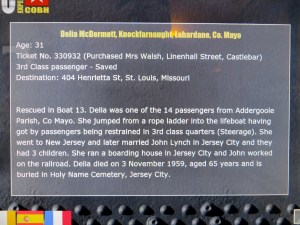 COBH
Delia McDermott, Knockfarnaught-Lahardane, Co. Mayo
Age: 31
Ticket No. 330932 (Purchased Mrs Walsh, Linenhall Street, Castlebar)
3rd Class passenger - Saved
Destination: 404 Henrietta St, St. Louis, Missouri
Rescued in Boat 13. Delia was one of the 14 passengers from Addergoole
Parish, Co Mayo. She jumped from a rope ladder into the lifeboat having
got by passengers being restrained in 3rd class quarters (Steerage). She
went to New Jersey and later married John Lynch in Jersey City and they
had 3 children. She ran a boarding house in Jersey City and John worked
on the railroad. Delia died on 3 November 1959, aged 65 years and is
buried in Holy Name Cemetery, Jersey City.